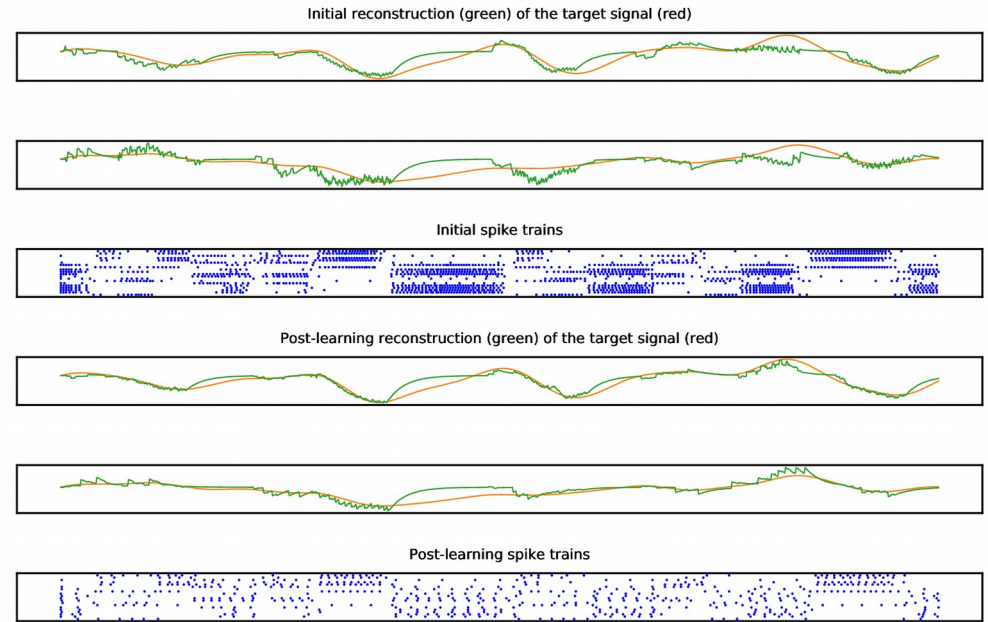 Initial reconstruction (green) of the target signal (red)
Initial spike trains
Post-learning reconstruction (green) of the target signal (red)
Post-learning spike trains